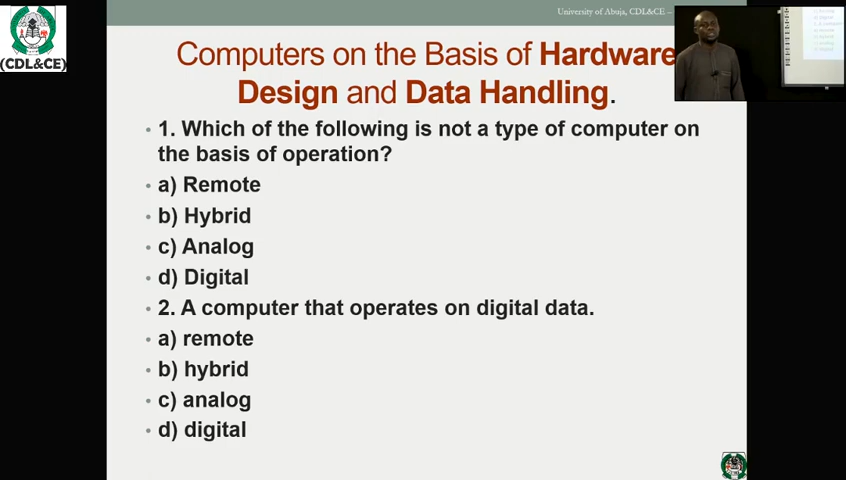 University of Abuja, CDL&CE –
(CDL&CE)
Computers on the Basis of Hardware
Design and Data Handling.
• 1. Which of the following is not a type of computer on
the basis of operation?
• a) Remote
• b) Hybrid
• c) Analog
• d) Digital
• 2. A computer that operates on digital data.
• a) remote
• b) hybrid
• c) analog
• d) digital